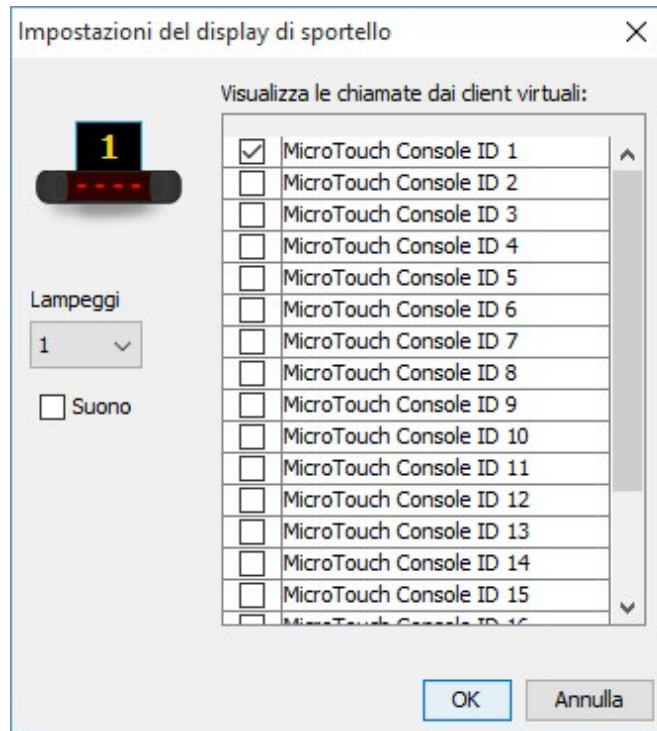 Impostazioni del display di sportello
Visualizza le chiamate dai client virtuali:
1
MicroTouch Console ID 1
MicroTouch Console ID 2
MicroTouch Console ID 3
MicroTouch Console ID 4
MicroTouch Console ID 5
MicroTouch Console ID 6
MicroTouch Console ID 7
MicroTouch Console ID 8
MicroTouch Console ID 9
MicroTouch Console ID 10
MicroTouch Console ID 11
MicroTouch Console ID 12
MicroTouch Console ID 13
MicroTouch Console ID 14
MicroTouch Console ID 15
Lampeggi
1
Suono
OK
Annulla